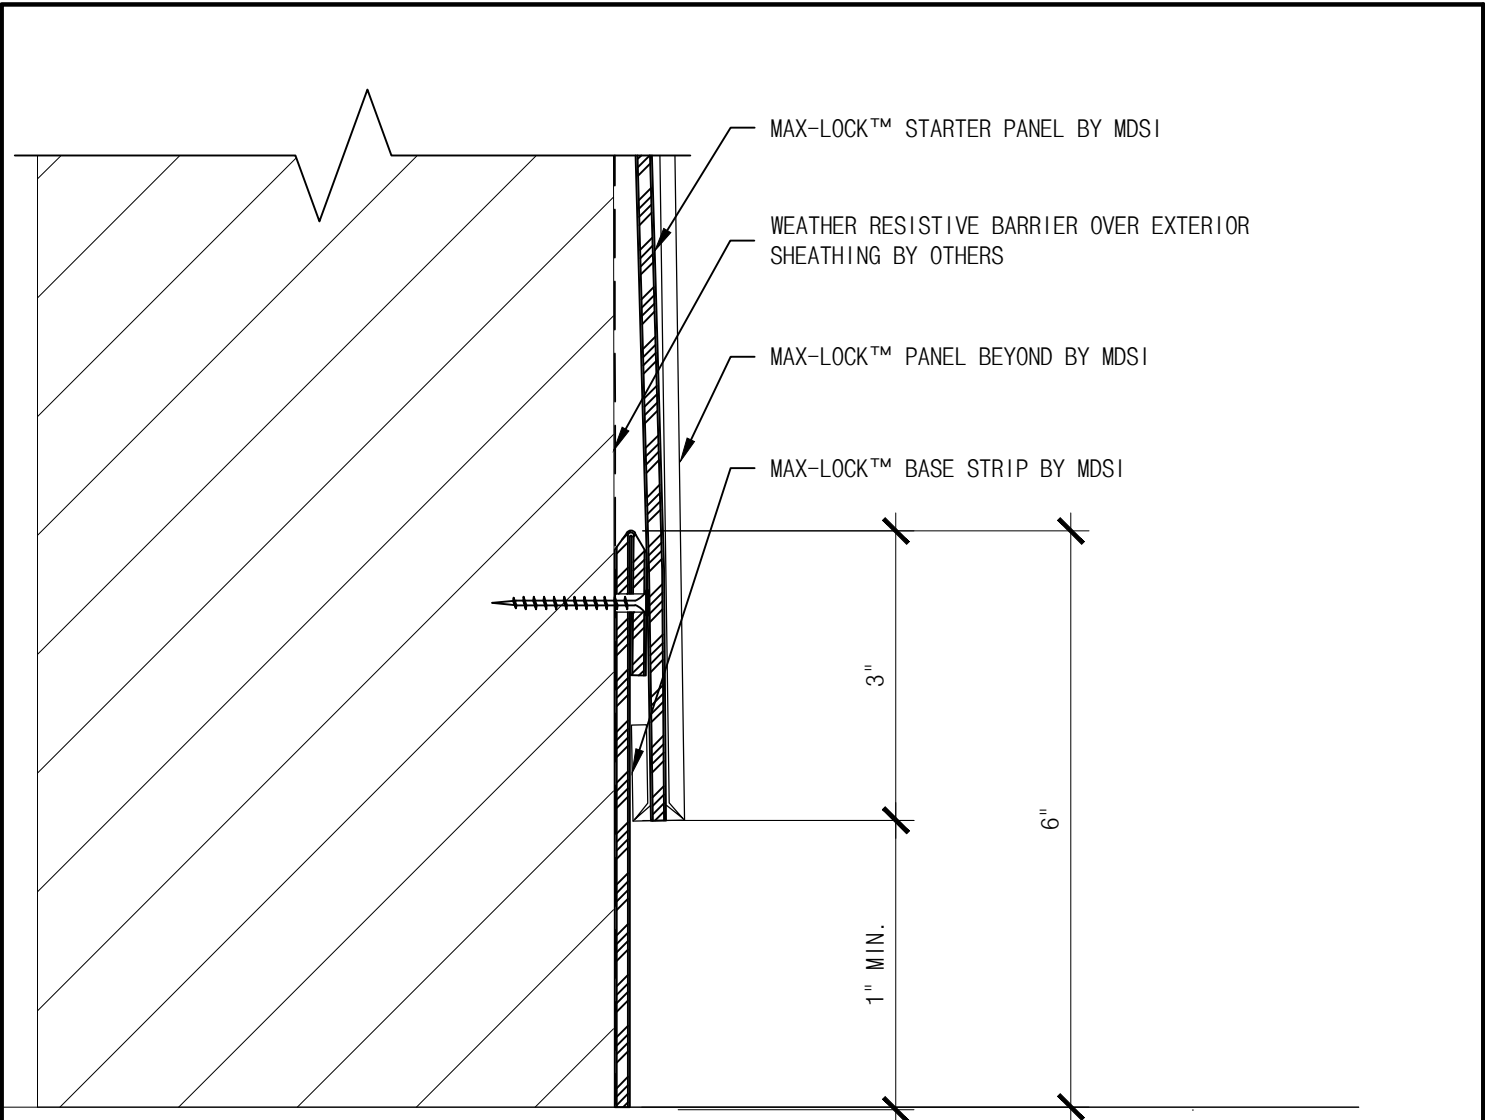 MAX-LOCK™ STARTER PANEL BY MDSI
WEATHER RESISTIVE BARRIER OVER EXTERIOR
SHEATHING BY OTHERS
MAX-LOCK™ PANEL BEYOND BY MDSI
MAX-LOCK™ BASE STRIP BY MDSI
3"
6"
1" MIN.